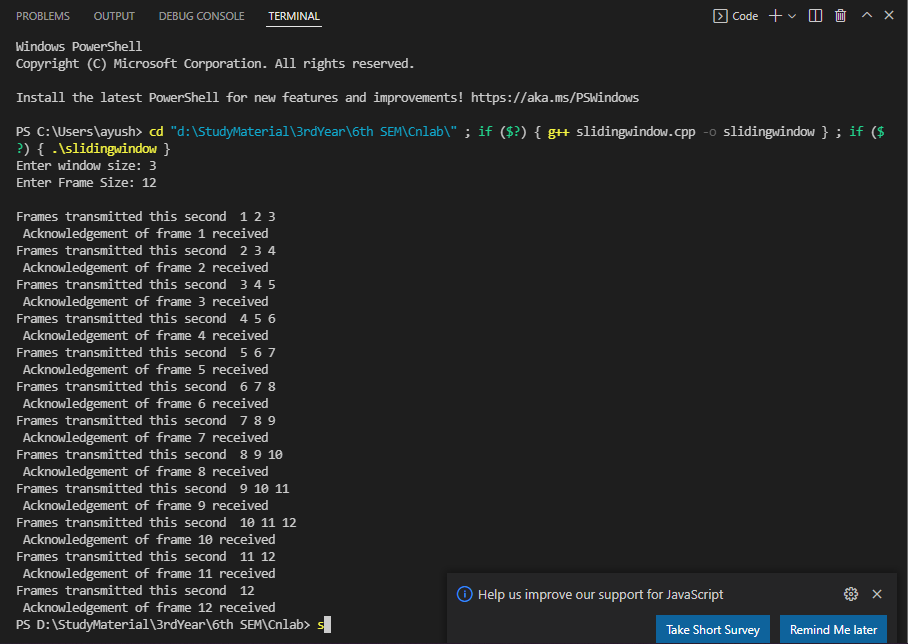 PROBLEMS OUTPUT DEBUG CONSOLE TERMINAL Code
Windows PowerShell
Copyright (C) Microsoft Corporation. All rights reserved.
Install the latest PowerShell for new features and improvements! https://aka.ms/PSWindows
PS C:\Users\ayush> cd "d:\StudyMaterial\3rdYear\6th SEM\Cnlab\" ; if ($?) { g++ slidingwindow.cpp -o slidingwindow } ; if ($
?) { .\slidingwindow }
Enter window size: 3
Enter Frame Size: 12
Frames transmitted this second  1 2 3
 Acknowledgement of frame 1 received
Frames transmitted this second  2 3 4
 Acknowledgement of frame 2 received
Frames transmitted this second  3 4 5
 Acknowledgement of frame 3 received
Frames transmitted this second  4 5 6
 Acknowledgement of frame 4 received
Frames transmitted this second  5 6 7
 Acknowledgement of frame 5 received
Frames transmitted this second  6 7 8
 Acknowledgement of frame 6 received
Frames transmitted this second  7 8 9
 Acknowledgement of frame 7 received
Frames transmitted this second  8 9 10
 Acknowledgement of frame 8 received
Frames transmitted this second  9 10 11
 Acknowledgement of frame 9 received
Frames transmitted this second  10 11 12
 Acknowledgement of frame 10 received
Frames transmitted this second  11 12
 Acknowledgement of frame 11 received
Frames transmitted this second  12
 Acknowledgement of frame 12 received
PS D:\StudyMaterial\3rdYear\6th SEM\Cnlab> s
Help us improve our support for JavaScript
Take Short Survey Remind Me later